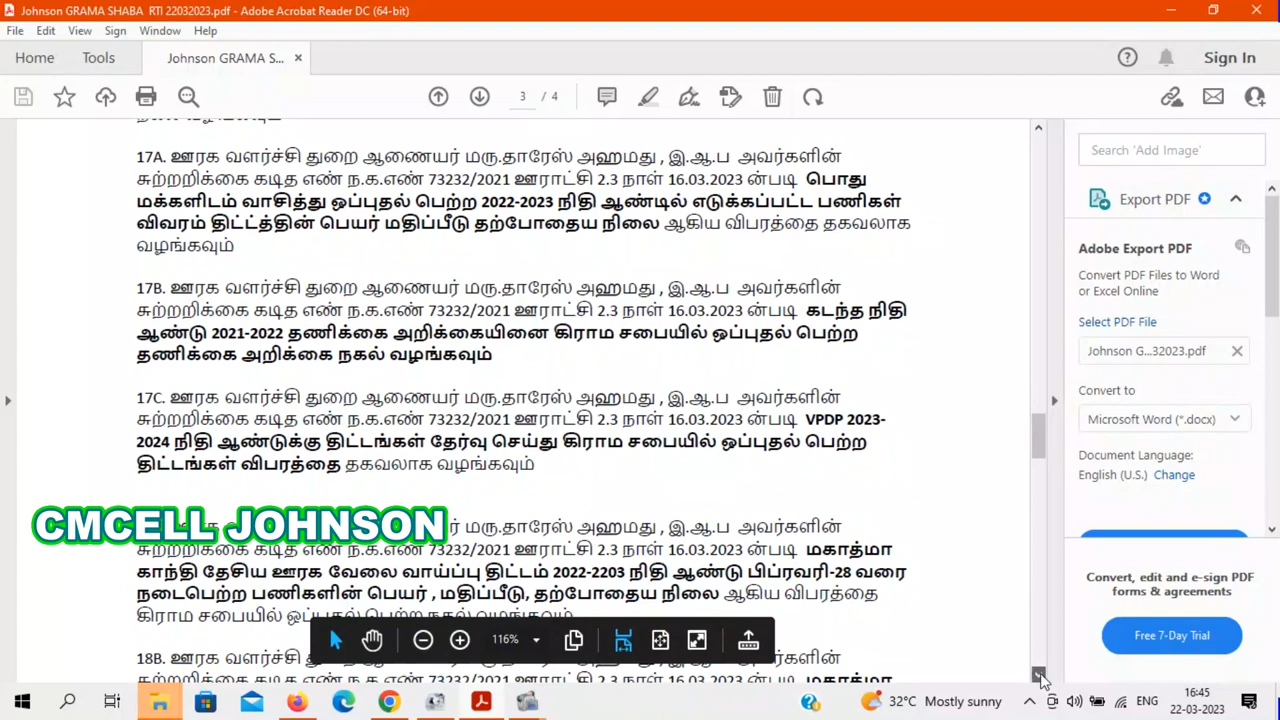 Johnson GRAMA SHABA RTI 22032023.pdf - Adobe Acrobat Reader DC (64-bit)
File Edit View Sign Window Help
Home Tools Johnson GRAMA S... × Sign In
3 / 4
Search 'Add Image'
17A. ஊரக வளர்ச்சி துறை ஆணையர் மரு.தாரேஸ் அஹமது , இ.ஆ.ப அவர்களின்
சுற்றறிக்கை கடித எண் ந.க.எண் 73232/2021 ஊராட்சி 2.3 நாள் 16.03.2023 ன்படி பொது
மக்களிடம் வாசித்து ஒப்புதல் பெற்ற 2022-2023 நிதி ஆண்டில் எடுக்கப்பட்ட பணிகள்
விவரம் திட்ட்த்தின் பெயர் மதிப்பீடு தற்போதைய நிலை ஆகிய விபரத்தை தகவலாக
வழங்கவும்
17B. ஊரக வளர்ச்சி துறை ஆணையர் மரு.தாரேஸ் அஹமது , இ.ஆ.ப அவர்களின்
சுற்றறிக்கை கடித எண் ந.க.எண் 73232/2021 ஊராட்சி 2.3 நாள் 16.03.2023 ன்படி கடந்த நிதி
ஆண்டு 2021-2022 தணிக்கை அறிக்கையினை கிராம சபையில் ஒப்புதல் பெற்ற
தணிக்கை அறிக்கை நகல் வழங்கவும்
17C. ஊரக வளர்ச்சி துறை ஆணையர் மரு.தாரேஸ் அஹமது , இ.ஆ.ப அவர்களின்
சுற்றறிக்கை கடித எண் ந.க.எண் 73232/2021 ஊராட்சி 2.3 நாள் 16.03.2023 ன்படி VPDP 2023-
2024 நிதி ஆண்டுக்கு திட்டங்கள் தேர்வு செய்து கிராம சபையில் ஒப்புதல் பெற்ற
திட்டங்கள் விபரத்தை தகவலாக வழங்கவும்
CMCELL JOHNSON
மரு.தாரேஸ் அஹமது , இ.ஆ.ப அவர்களின்
சுற்றறிக்கை கடித எண் ந.க.எண் 73232/2021 ஊராட்சி 2.3 நாள் 16.03.2023 ன்படி மகாத்மா
காந்தி தேசிய ஊரக வேலை வாய்ப்பு திட்டம் 2022-2203 நிதி ஆண்டு பிப்ரவரி-28 வரை
நடைபெற்ற பணிகளின் பெயர் , மதிப்பீடு, தற்போதைய நிலை ஆகிய விபரத்தை
கிராம சபையில் ஒப்புதல் பெற்ற நகல் வழங்கவும்
116%
18B. ஊரக வளர்ச்சி அவர்களின்
Export PDF
Adobe Export PDF
Convert PDF Files to Word
or Excel Online
Select PDF File
Johnson G...32023.pdf ×
Convert to
Microsoft Word (*.docx)
Document Language:
English (U.S.) Change
Convert, edit and e-sign PDF
forms & agreements
Free 7-Day Trial
32°C Mostly sunny ENG 16:45
22-03-2023